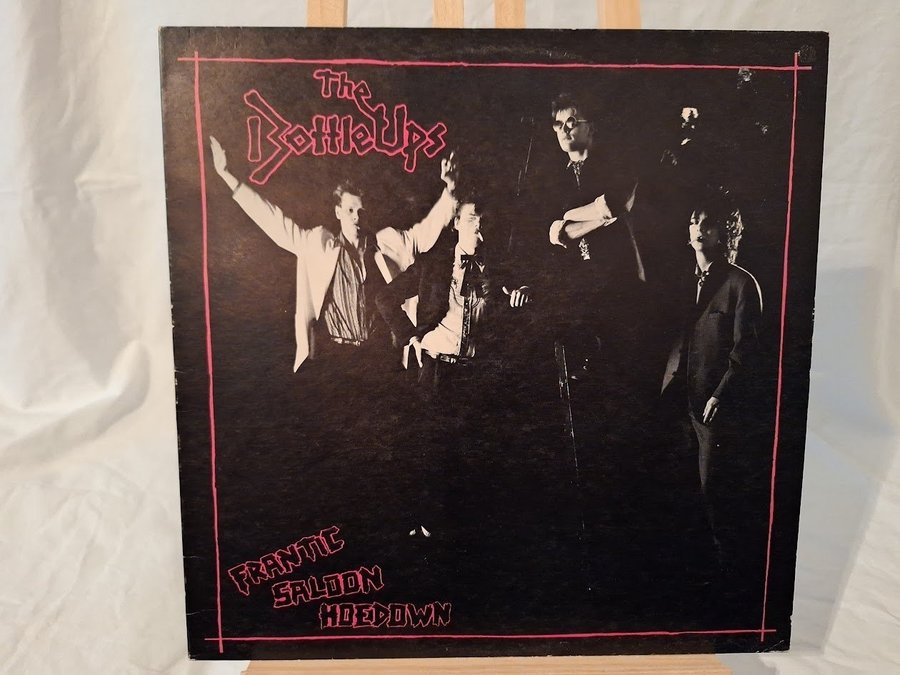 The
BottleUps
FRANTIC
SALOON
HOEDOWN